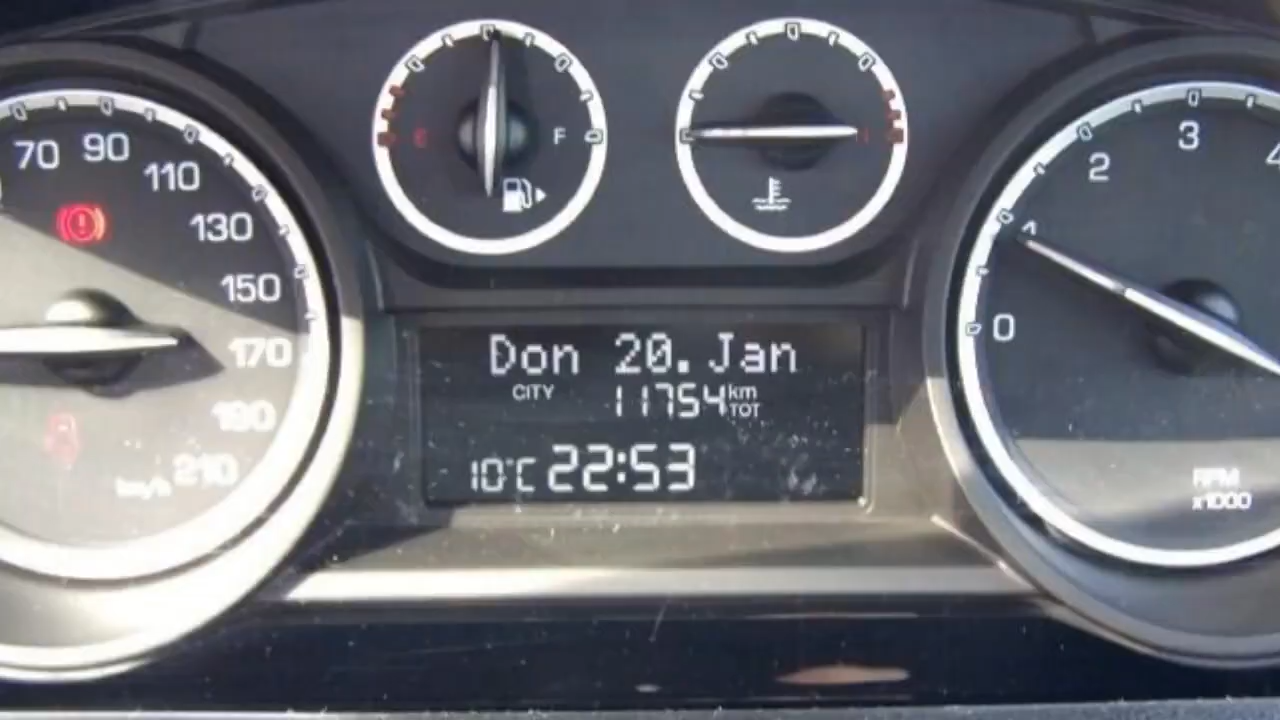 70 90 110 130 150 170 190 210
km/h
E F
1 2 3 4
0
RPM
x1000
Don 20. Jan
CITY 11754 km TOT
10°C 22:53